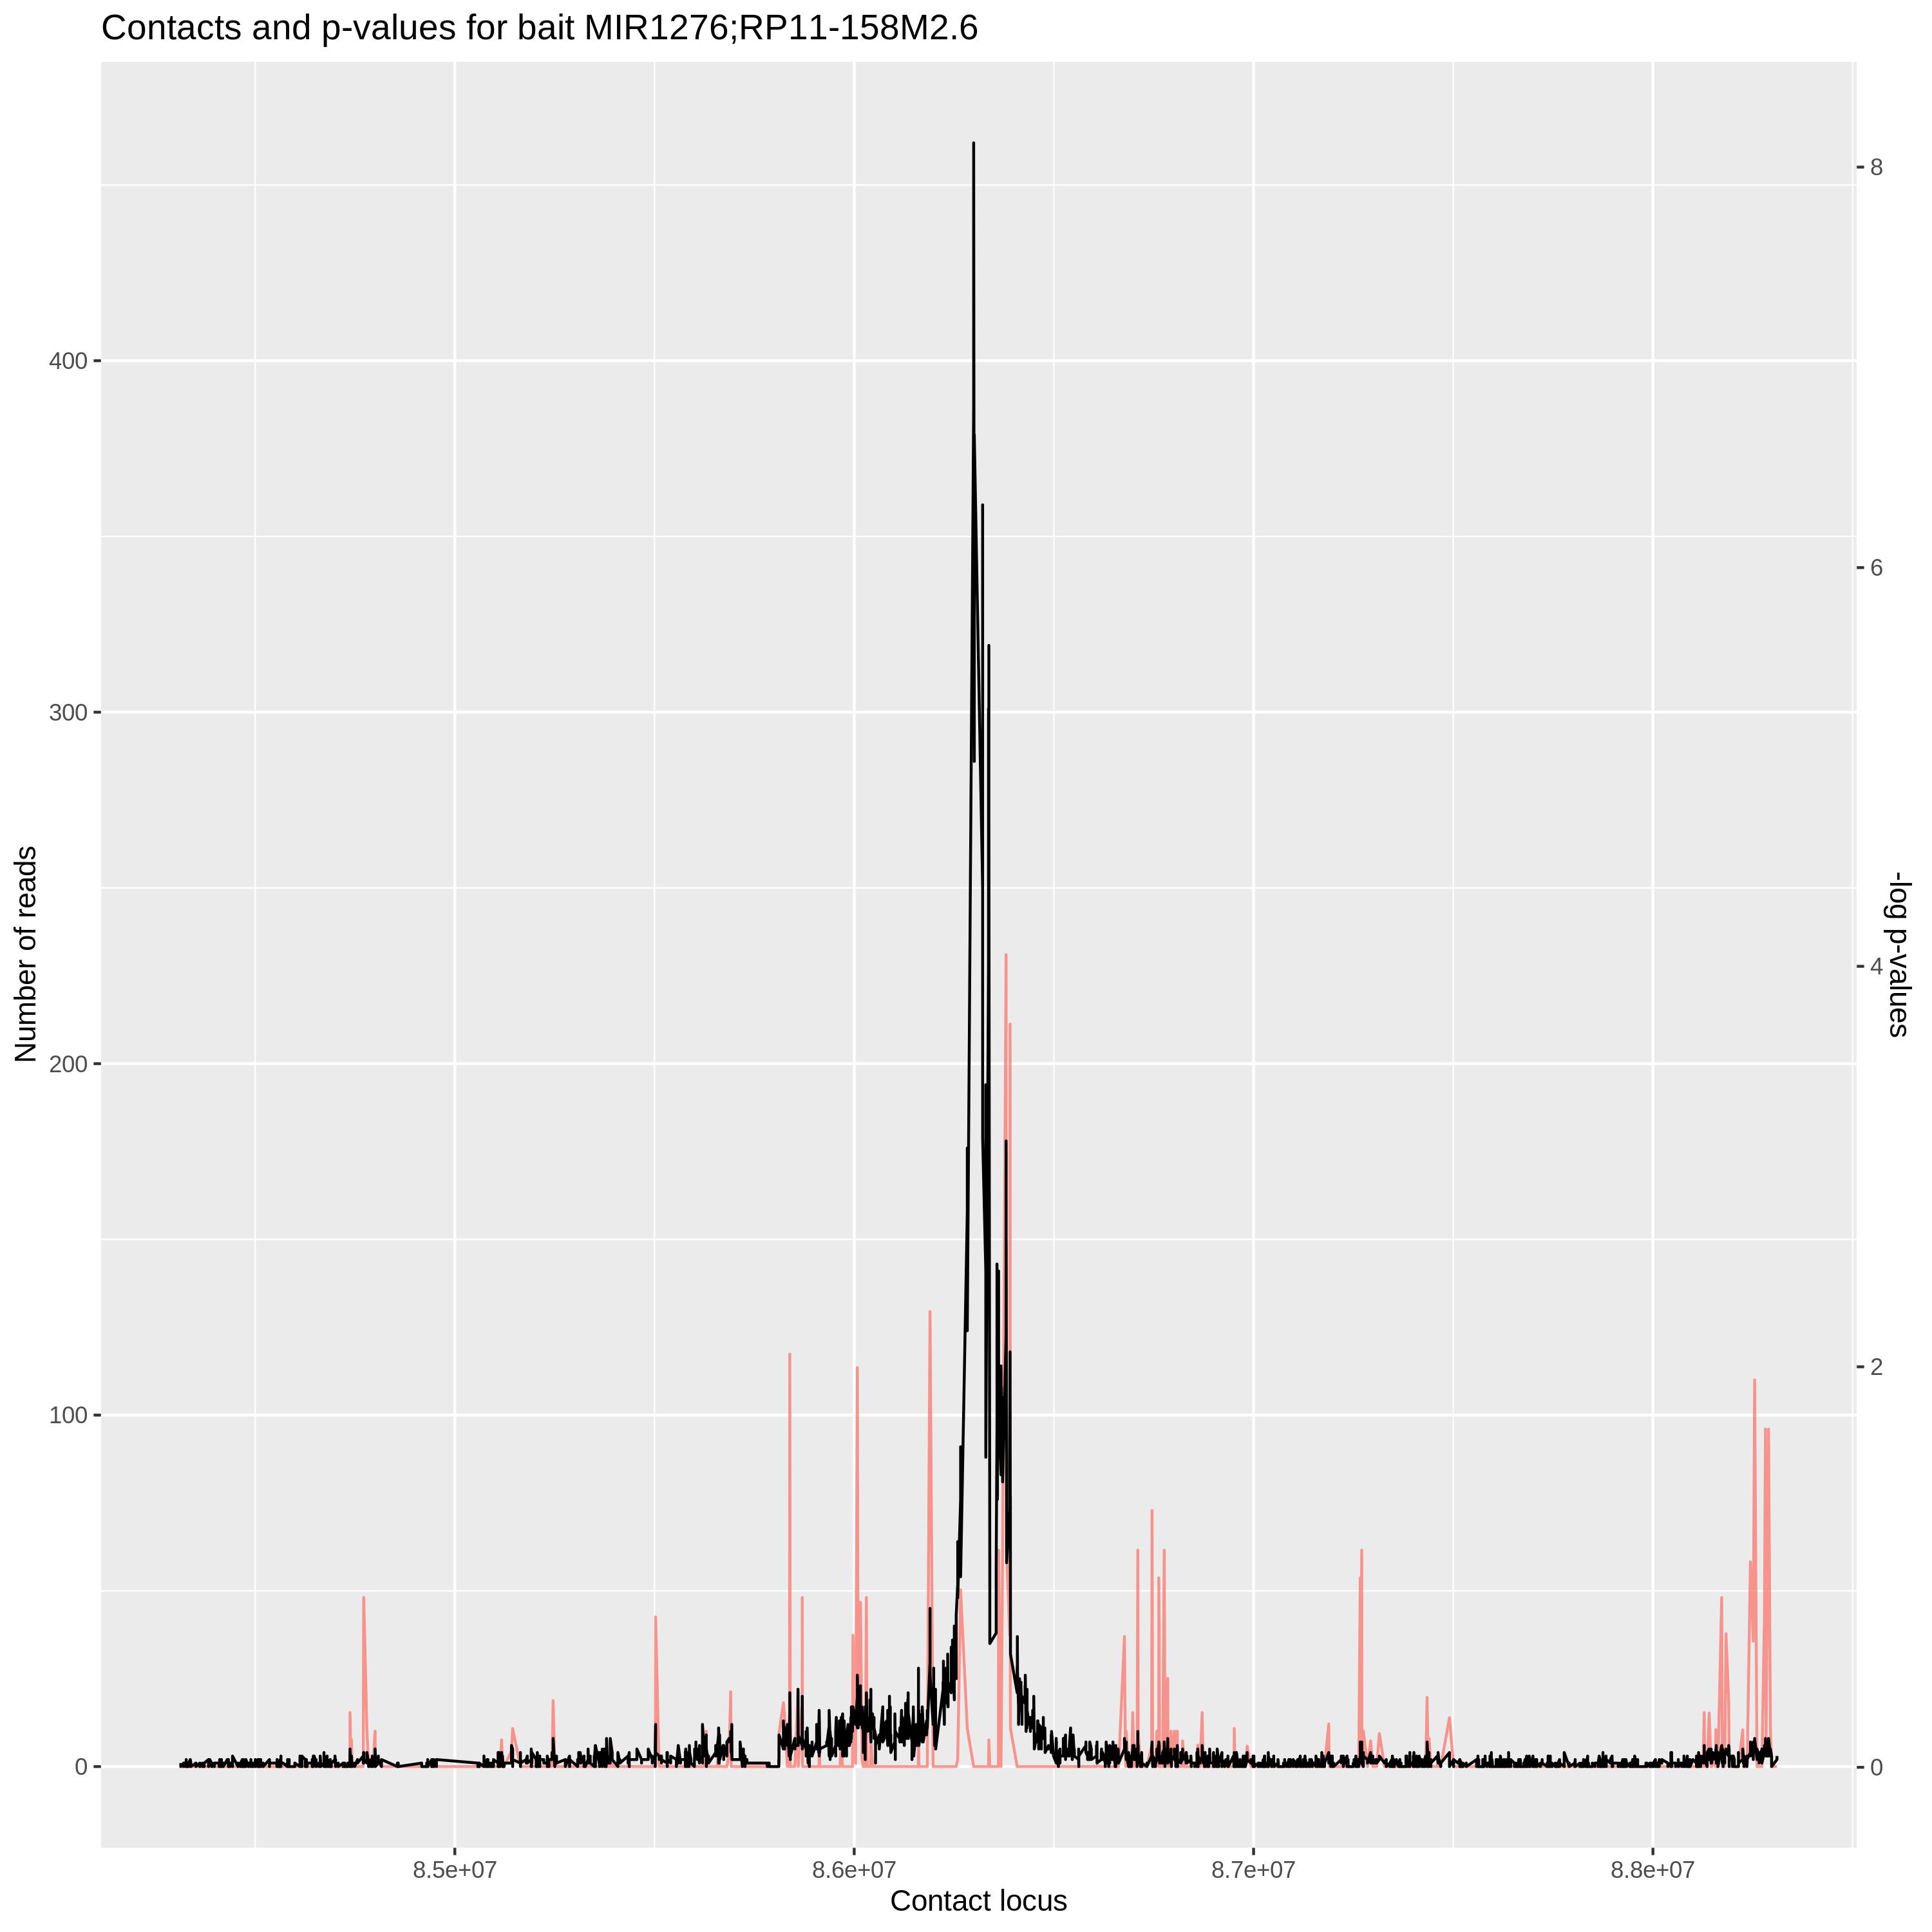 Contacts and p-values for bait MIR1276;RP11-158M2.6
8
400
6
300
Number of reads
-log p-values
4
200
2
100
0
0
8.5e+07
8.6e+07
8.7e+07
8.8e+07
Contact locus